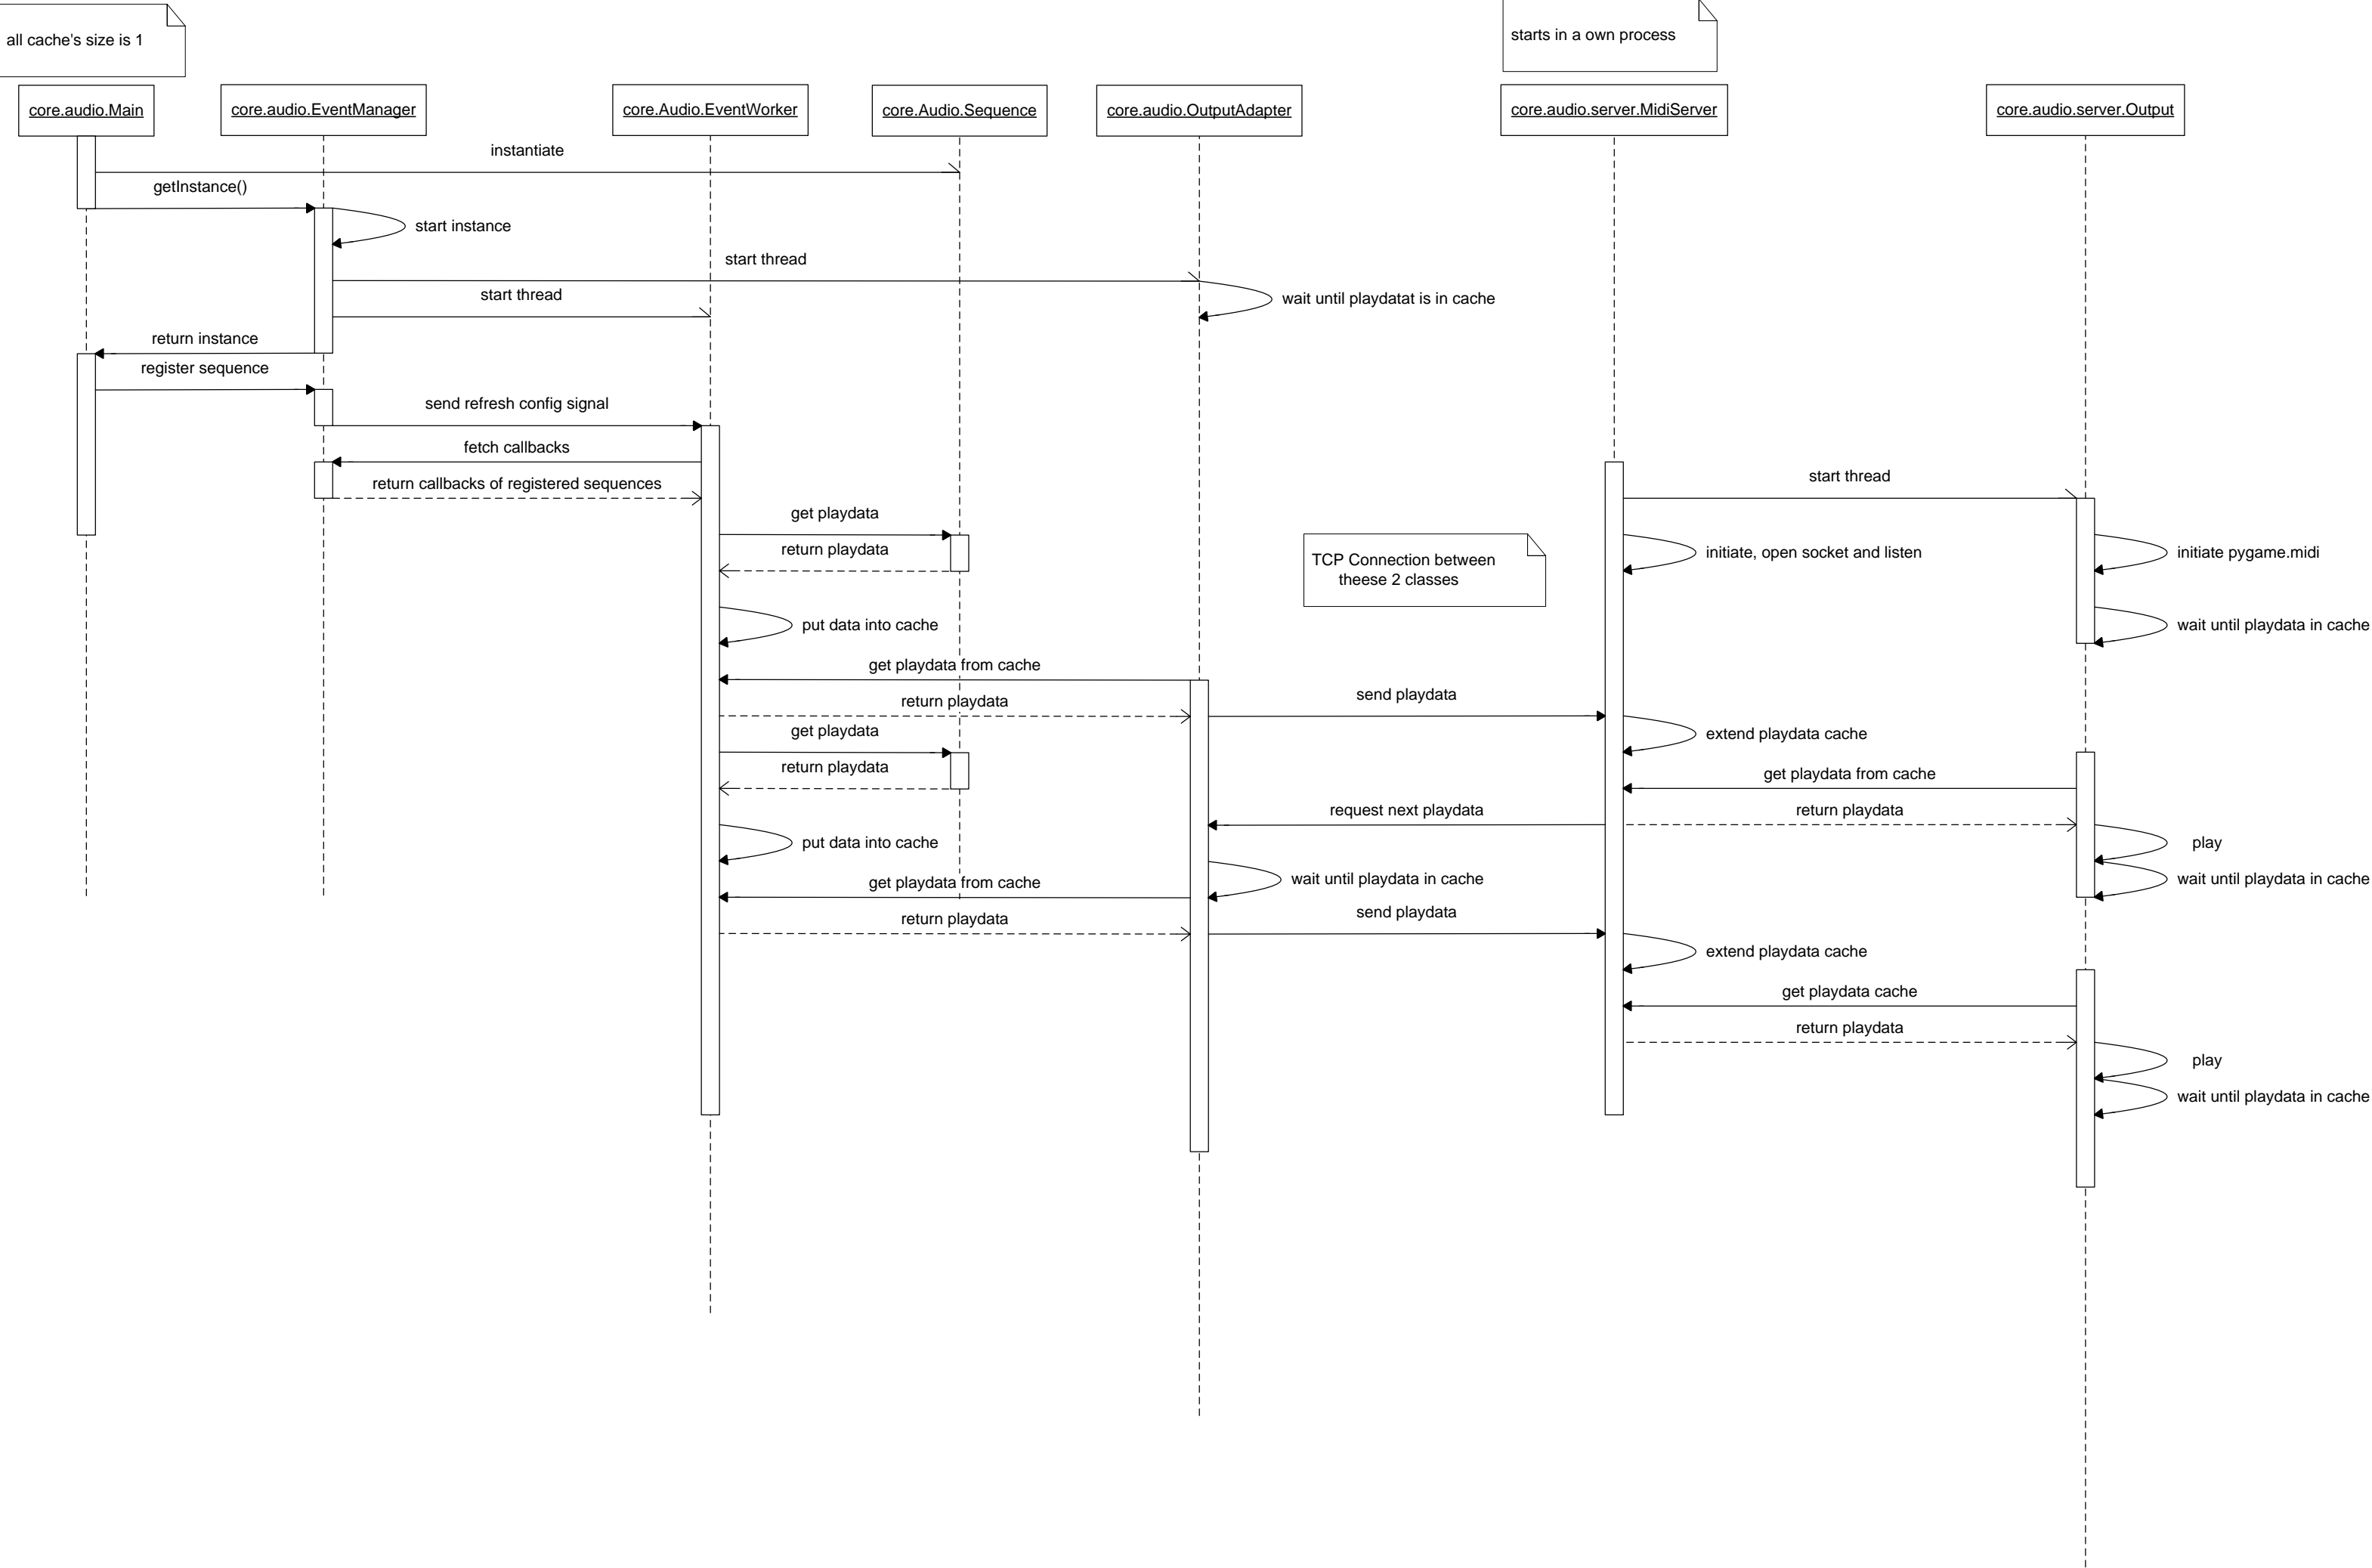 all cache's size is 1
starts in a own process
core.audio.Main
core.audio.EventManager
core.Audio.EventWorker
core.Audio.Sequence
core.audio.OutputAdapter
core.audio.server.MidiServer
core.audio.server.Output
instantiate
getInstance()
start instance
start thread
start thread
wait until playdatat is in cache
return instance
register sequence
send refresh config signal
fetch callbacks
return callbacks of registered sequences
start thread
get playdata
return playdata
TCP Connection between
theese 2 classes
initiate, open socket and listen
initiate pygame.midi
put data into cache
wait until playdata in cache
get playdata from cache
return playdata
send playdata
get playdata
extend playdata cache
return playdata
get playdata from cache
request next playdata
return playdata
put data into cache
play
get playdata from cache
wait until playdata in cache
wait until playdata in cache
return playdata
send playdata
extend playdata cache
get playdata cache
return playdata
play
wait until playdata in cache